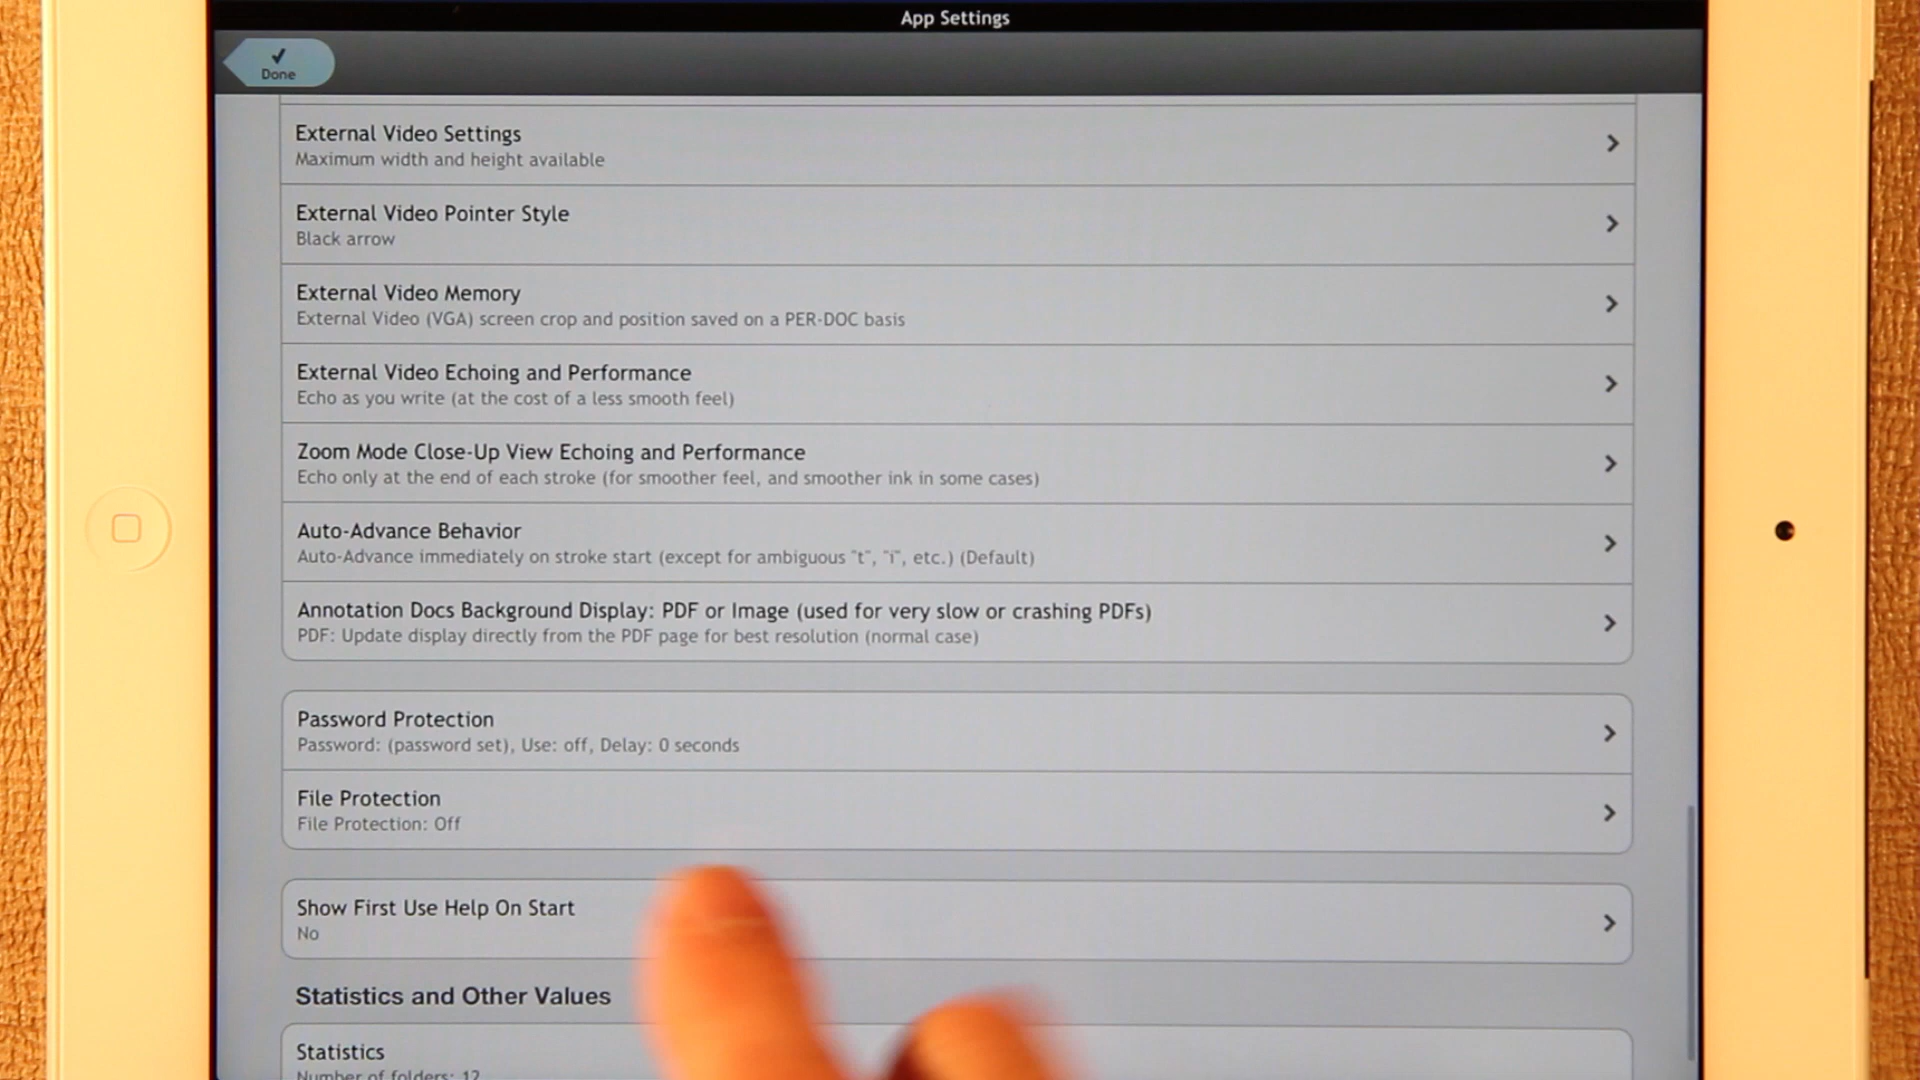 App Settings
Done
External Video Settings
Maximum width and height available
External Video Pointer Style
Black arrow
External Video Memory
External Video (VGA) screen crop and position saved on a PER-DOC basis
External Video Echoing and Performance
Echo as you write (at the cost of a less smooth feel)
Zoom Mode Close-Up View Echoing and Performance
Echo only at the end of each stroke (for smoother feel, and smoother ink in some cases)
Auto-Advance Behavior
Auto-Advance immediately on stroke start (except for ambiguous "t", "i", etc.) (Default)
Annotation Docs Background Display: PDF or Image (used for very slow or crashing PDFs)
PDF: Update display directly from the PDF page for best resolution (normal case)
Password Protection
Password: (password set), Use: off, Delay: 0 seconds
File Protection
File Protection: Off
Show First Use Help On Start
No
Statistics and Other Values
Statistics
Number of folders: 12